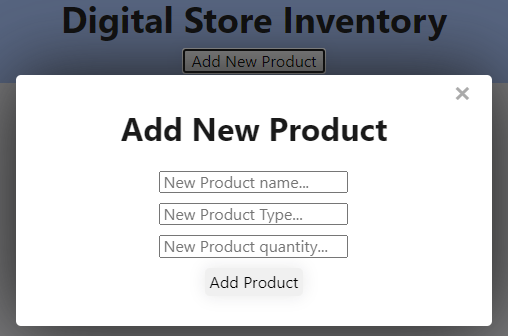 Digital Store Inventory
Add New Product
×
Add New Product
New Product name...
New Product Type...
New Product quantity...
Add Product